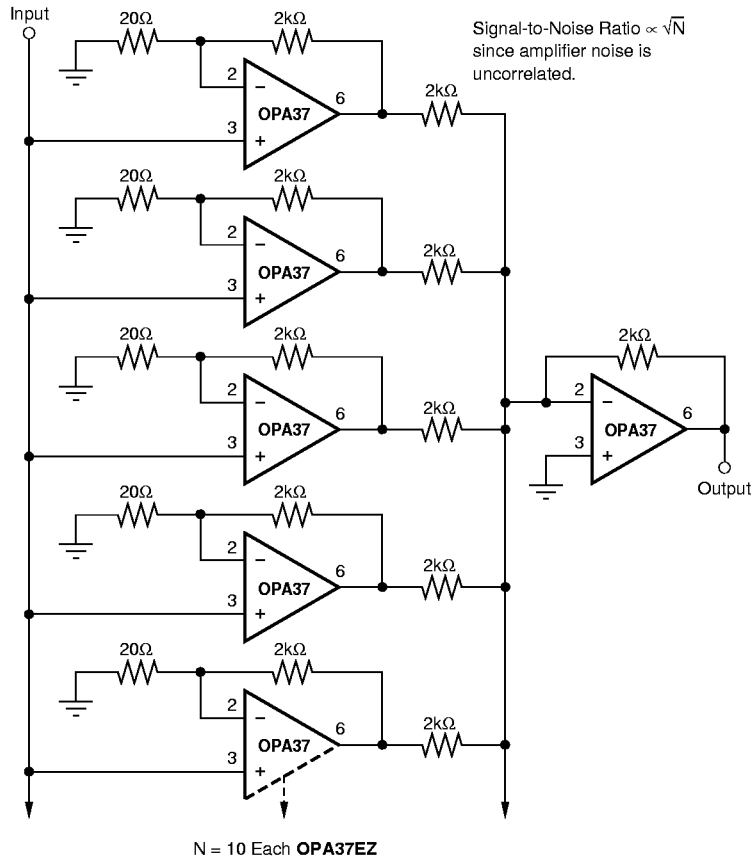 Input
20Ω
2kΩ
Signal-to-Noise Ratio ∝ √N
since amplifier noise is
uncorrelated.
2
3
6
−
+
OPA37
2kΩ
20Ω
2kΩ
2
3
6
−
+
OPA37
2kΩ
20Ω
2kΩ
2
3
6
−
+
OPA37
2kΩ
2kΩ
2
3
6
−
+
OPA37
Output
20Ω
2kΩ
2
3
6
−
+
OPA37
2kΩ
20Ω
2kΩ
2
3
6
−
+
OPA37
2kΩ
N = 10 Each OPA37EZ